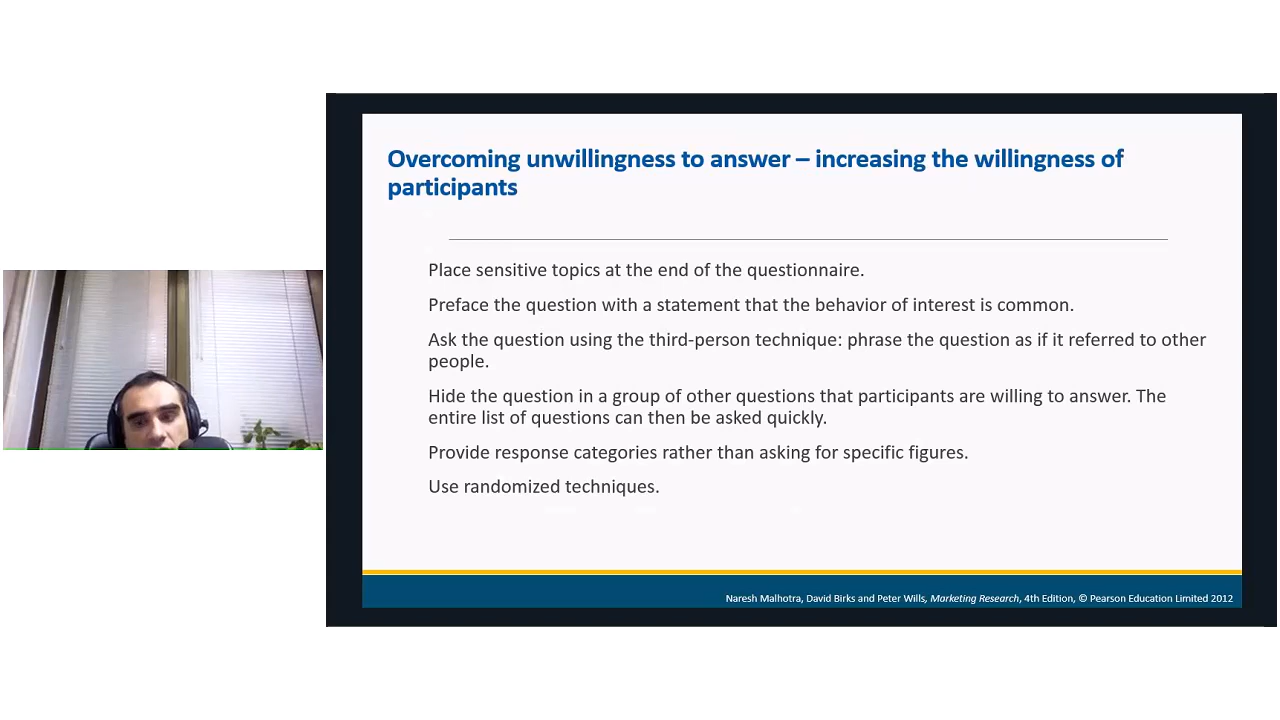 Overcoming unwillingness to answer – increasing the willingness of
participants
Place sensitive topics at the end of the questionnaire.
Preface the question with a statement that the behavior of interest is common.
Ask the question using the third-person technique: phrase the question as if it referred to other
people.
Hide the question in a group of other questions that participants are willing to answer. The
entire list of questions can then be asked quickly.
Provide response categories rather than asking for specific figures.
Use randomized techniques.
Naresh Malhotra, David Birks and Peter Wills, Marketing Research, 4th Edition, © Pearson Education Limited 2012